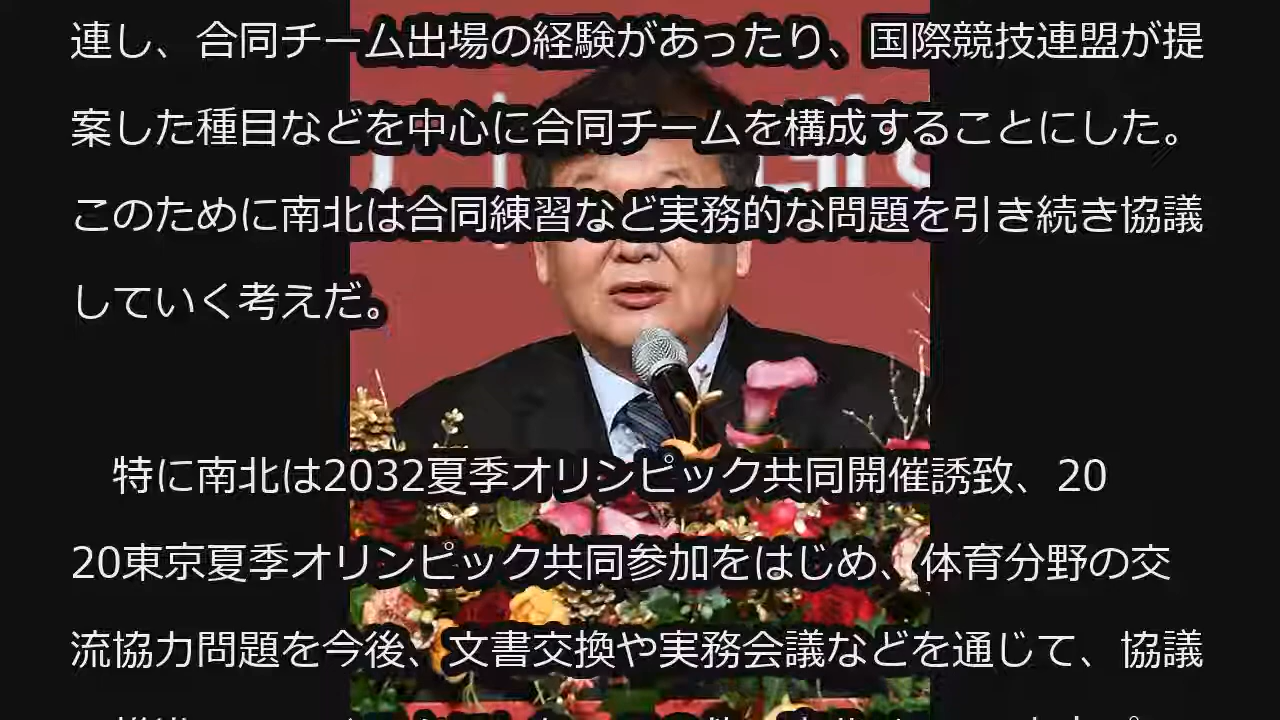 連し、合同チーム出場の経験があったり、国際競技連盟が提
案した種目などを中心に合同チームを構成することにした。
このために南北は合同練習など実務的な問題を引き続き協議
していく考えだ。
特に南北は2032夏季オリンピック共同開催誘致、20
20東京夏季オリンピック共同参加をはじめ、体育分野の交
流協力問題を今後、文書交換や実務会議などを通じて、協議